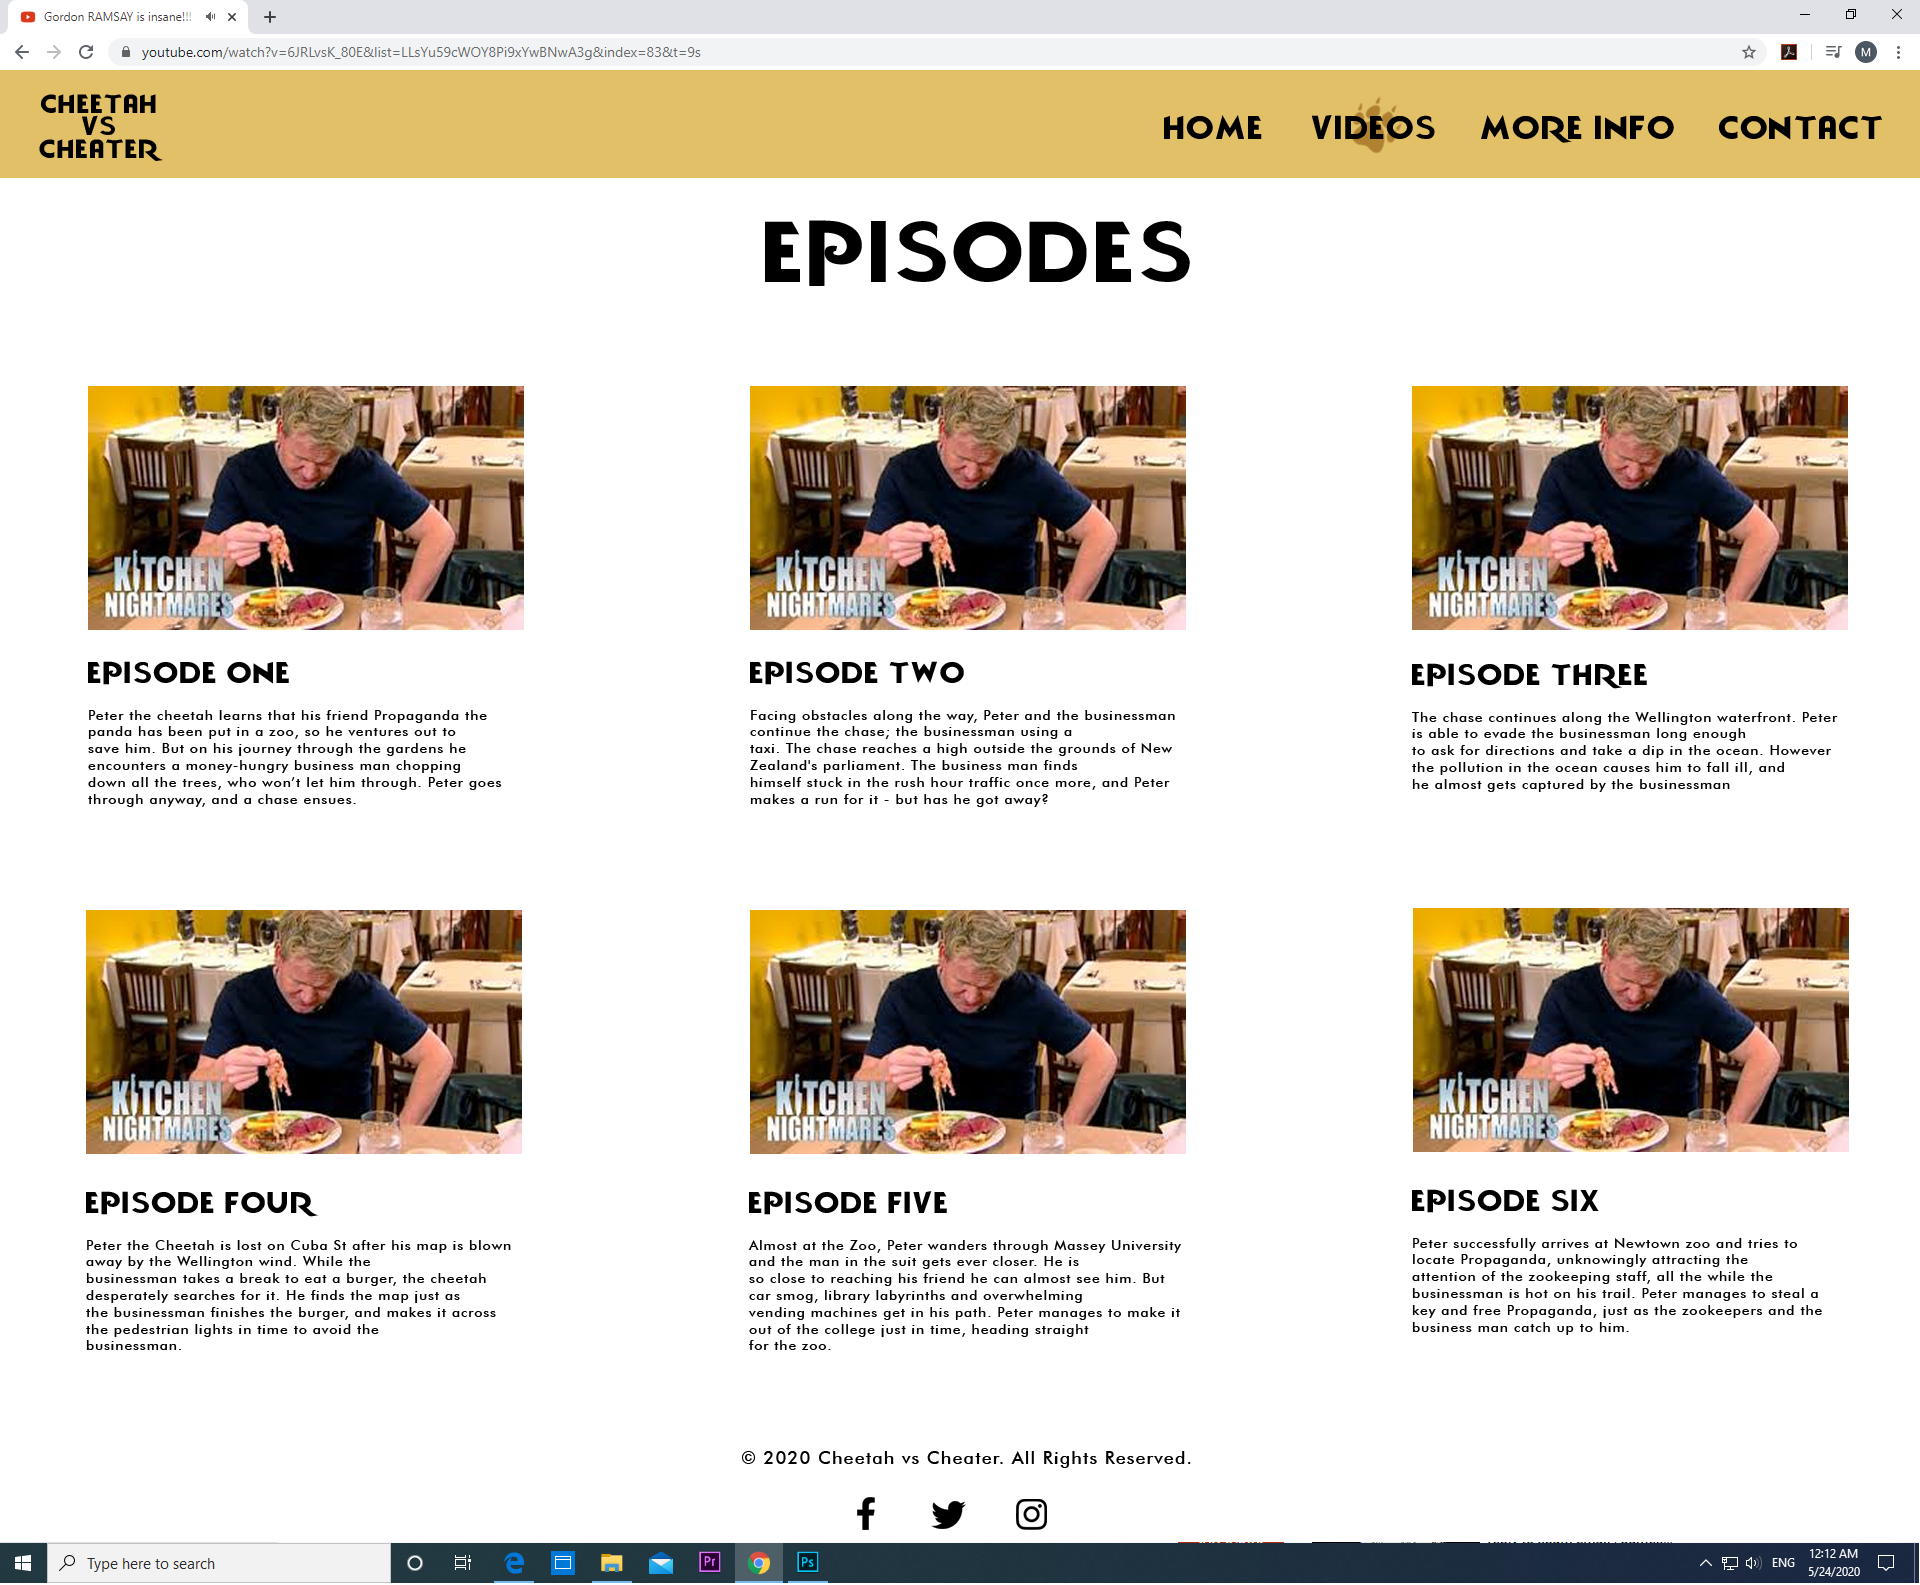 Gordon RAMSAY is insane!!!
youtube.com/watch?v=6JRLvsK_80E&list=LLsYu59cWOY8Pi9xYwBNwA3g&index=83&t=9s
M
CHEETAH
VS
CHEATER
HOME VIDEOS MORE INFO CONTACT
EPISODES
KITCHEN
NIGHTMARES
EPISODE ONE
Peter the cheetah learns that his friend Propaganda the
panda has been put in a zoo, so he ventures out to
save him. But on his journey through the gardens he
encounters a money-hungry business man chopping
down all the trees, who won’t let him through. Peter goes
through anyway, and a chase ensues.
KITCHEN
NIGHTMARES
EPISODE TWO
Facing obstacles along the way, Peter and the businessman
continue the chase; the businessman using a
taxi. The chase reaches a high outside the grounds of New
Zealand's parliament. The business man finds
himself stuck in the rush hour traffic once more, and Peter
makes a run for it - but has he got away?
KITCHEN
NIGHTMARES
EPISODE THREE
The chase continues along the Wellington waterfront. Peter
is able to evade the businessman long enough
to ask for directions and take a dip in the ocean. However
the pollution in the ocean causes him to fall ill, and
he almost gets captured by the businessman
KITCHEN
NIGHTMARES
EPISODE FOUR
Peter the Cheetah is lost on Cuba St after his map is blown
away by the Wellington wind. While the
businessman takes a break to eat a burger, the cheetah
desperately searches for it. He finds the map just as
the businessman finishes the burger, and makes it across
the pedestrian lights in time to avoid the
businessman.
KITCHEN
NIGHTMARES
EPISODE FIVE
Almost at the Zoo, Peter wanders through Massey University
and the man in the suit gets ever closer. He is
so close to reaching his friend he can almost see him. But
car smog, library labyrinths and overwhelming
vending machines get in his path. Peter manages to make it
out of the college just in time, heading straight
for the zoo.
KITCHEN
NIGHTMARES
EPISODE SIX
Peter successfully arrives at Newtown zoo and tries to
locate Propaganda, unknowingly attracting the
attention of the zookeeping staff, all the while the
businessman is hot on his trail. Peter manages to steal a
key and free Propaganda, just as the zookeepers and the
business man catch up to him.
© 2020 Cheetah vs Cheater. All Rights Reserved.
Type here to search
Pr
Ps
ENG
12:12 AM
5/24/2020